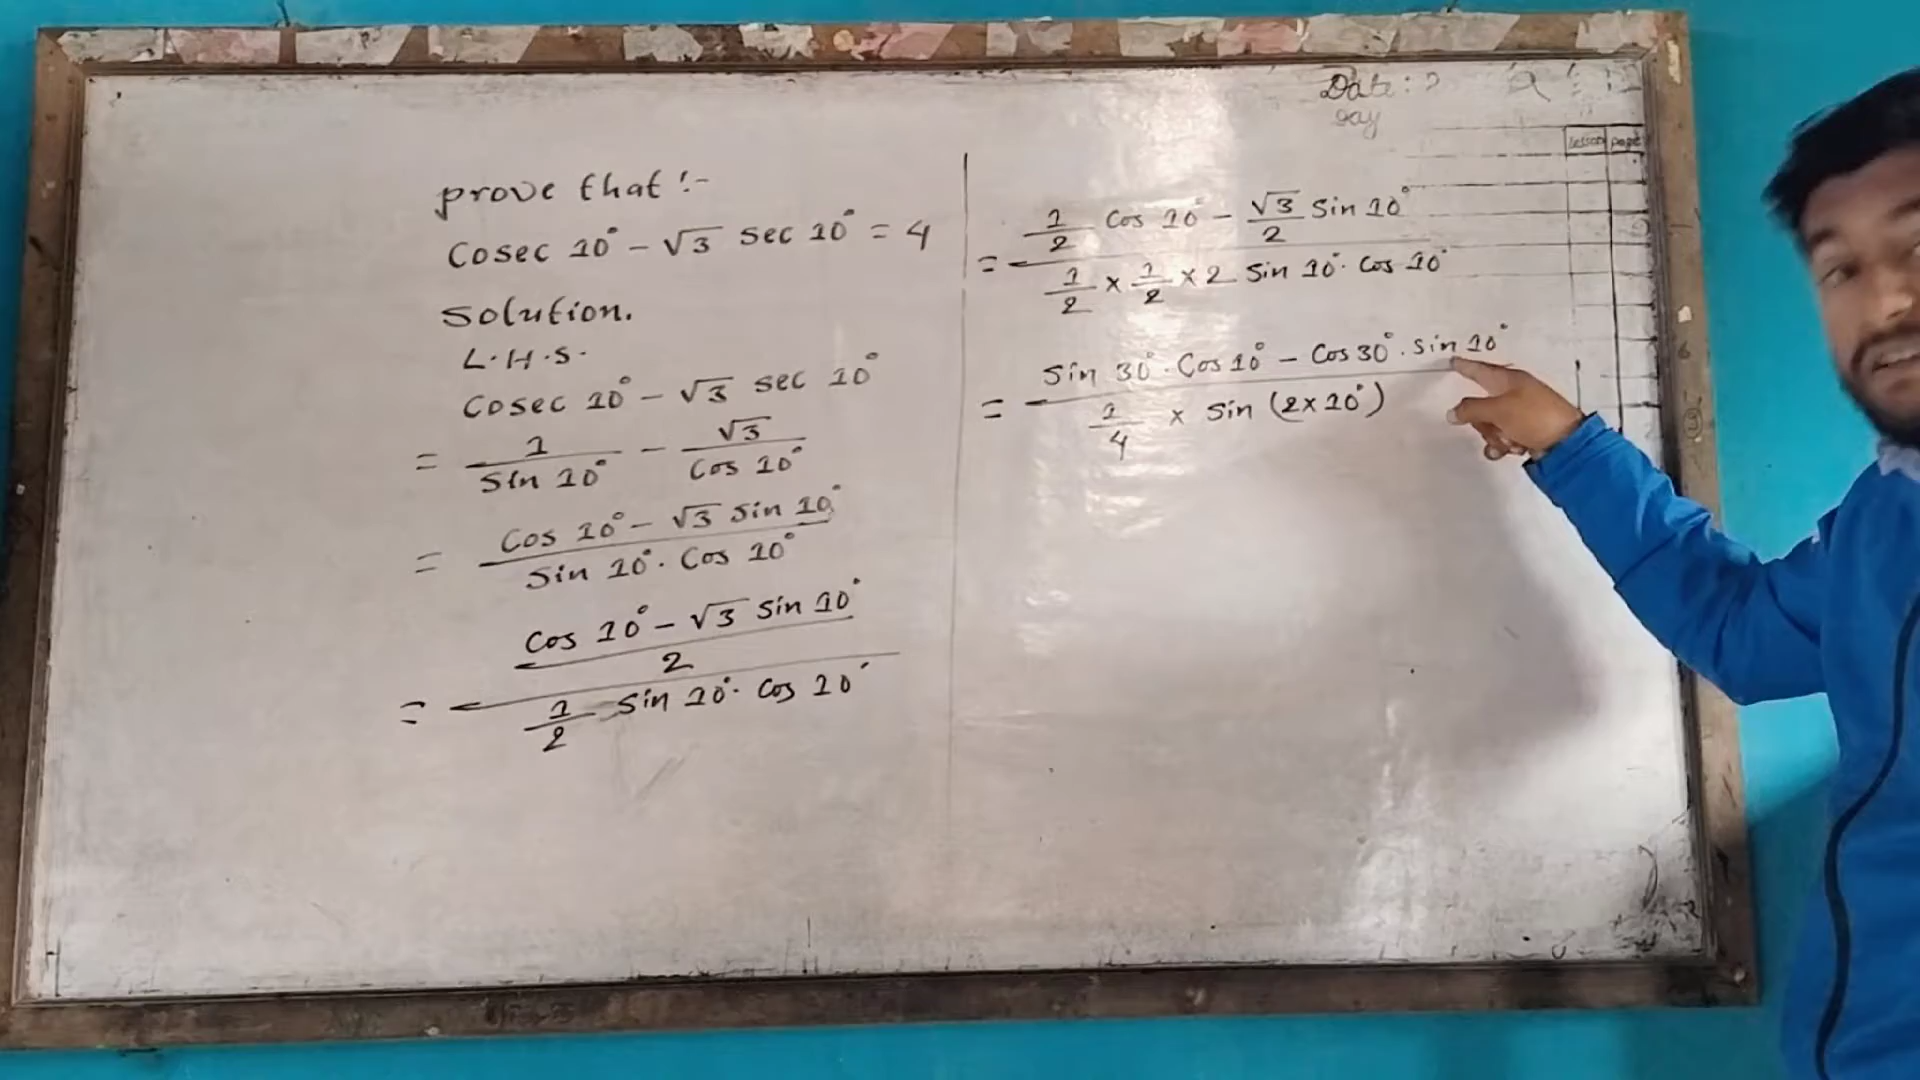 Date:
day
lesson page
prove that :-
Cosec 10° - √3 sec 10° = 4
Solution.
L.H.S.
Cosec 10° - √3 sec 10°
= 1/Sin 10° - √3/Cos 10°
= (Cos 10° - √3 Sin 10°)/(Sin 10° . Cos 10°)
= ((Cos 10° - √3 Sin 10°)/2)/(1/2 Sin 10° . Cos 10°)
= (1/2 Cos 10° - √3/2 Sin 10°)/(1/2 × 1/2 × 2 Sin 10° . Cos 10°)
= (Sin 30° . Cos 10° - Cos 30° . Sin 10°)/(1/4 × Sin (2×10°))